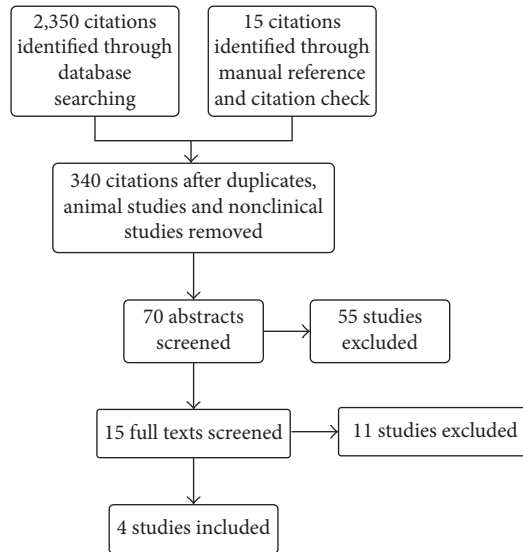 2,350 citations
identified through
database
searching
15 citations
identified through
manual reference
and citation check
340 citations after duplicates,
animal studies and nonclinical
studies removed
70 abstracts
screened
55 studies
excluded
15 full texts screened
11 studies excluded
4 studies included